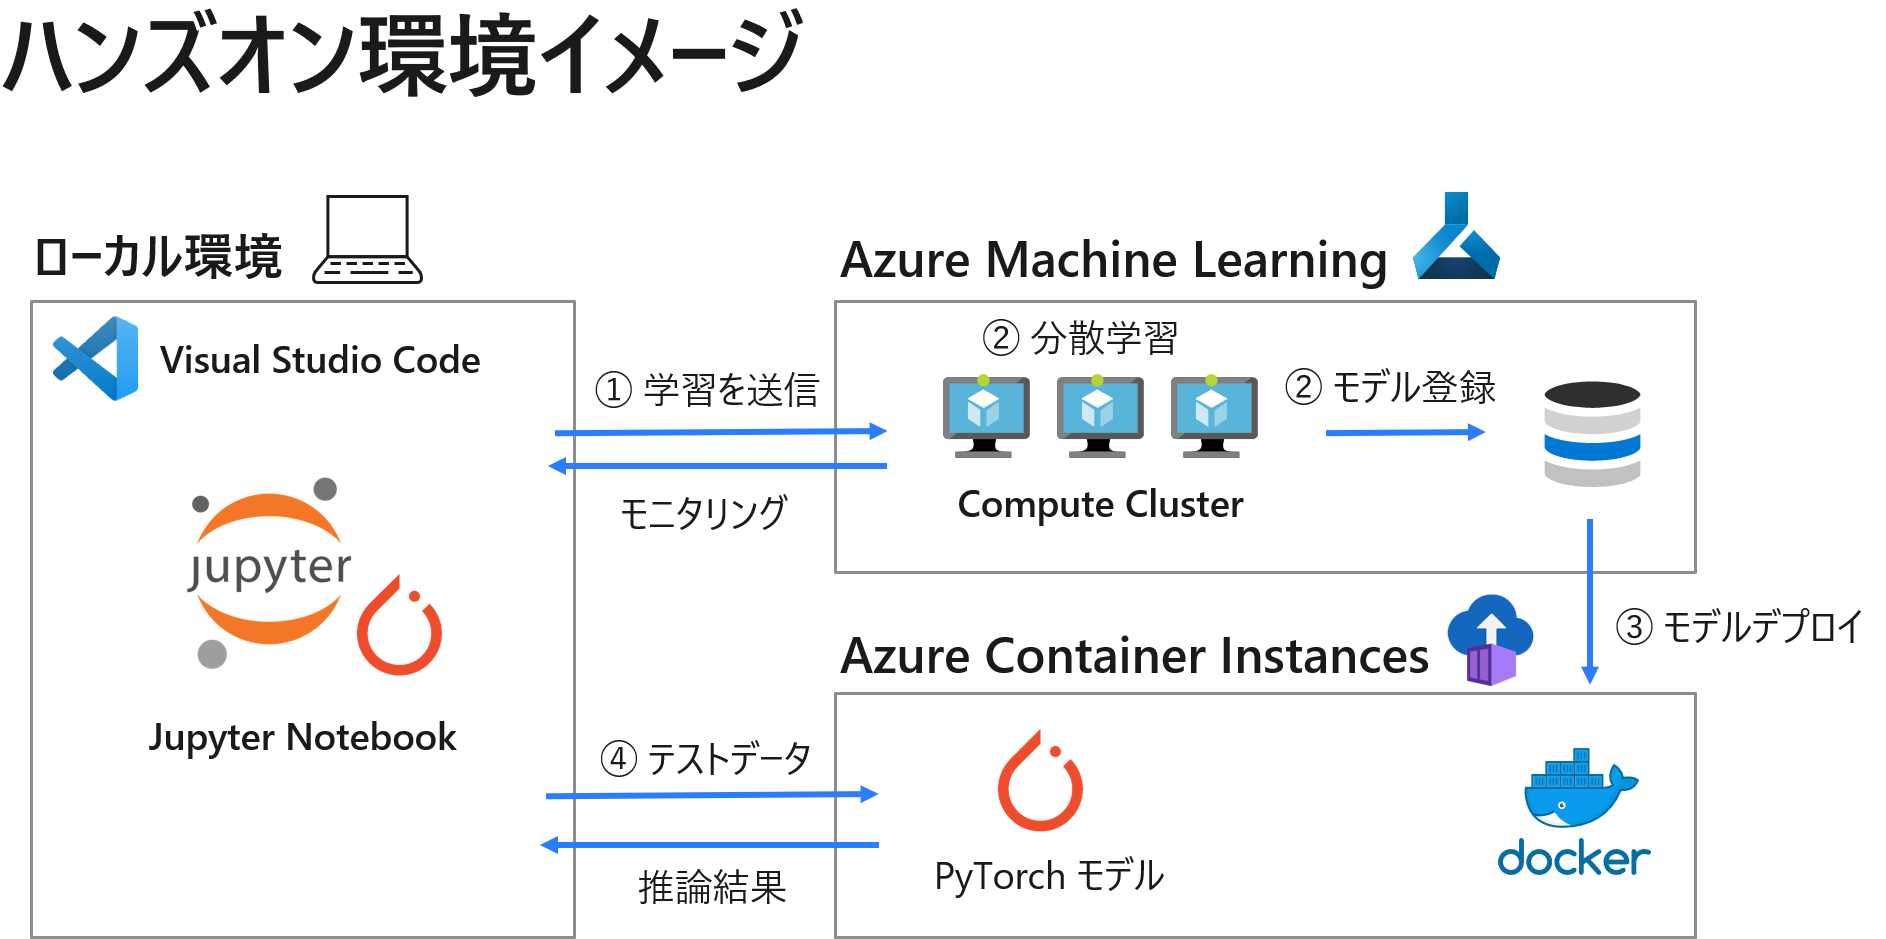 ハンズオン環境イメージ
ローカル環境
Visual Studio Code
jupyter
Jupyter Notebook
① 学習を送信
モニタリング
Azure Machine Learning
② 分散学習
Compute Cluster
② モデル登録
③ モデルデプロイ
Azure Container Instances
④ テストデータ
推論結果
PyTorch モデル
docker